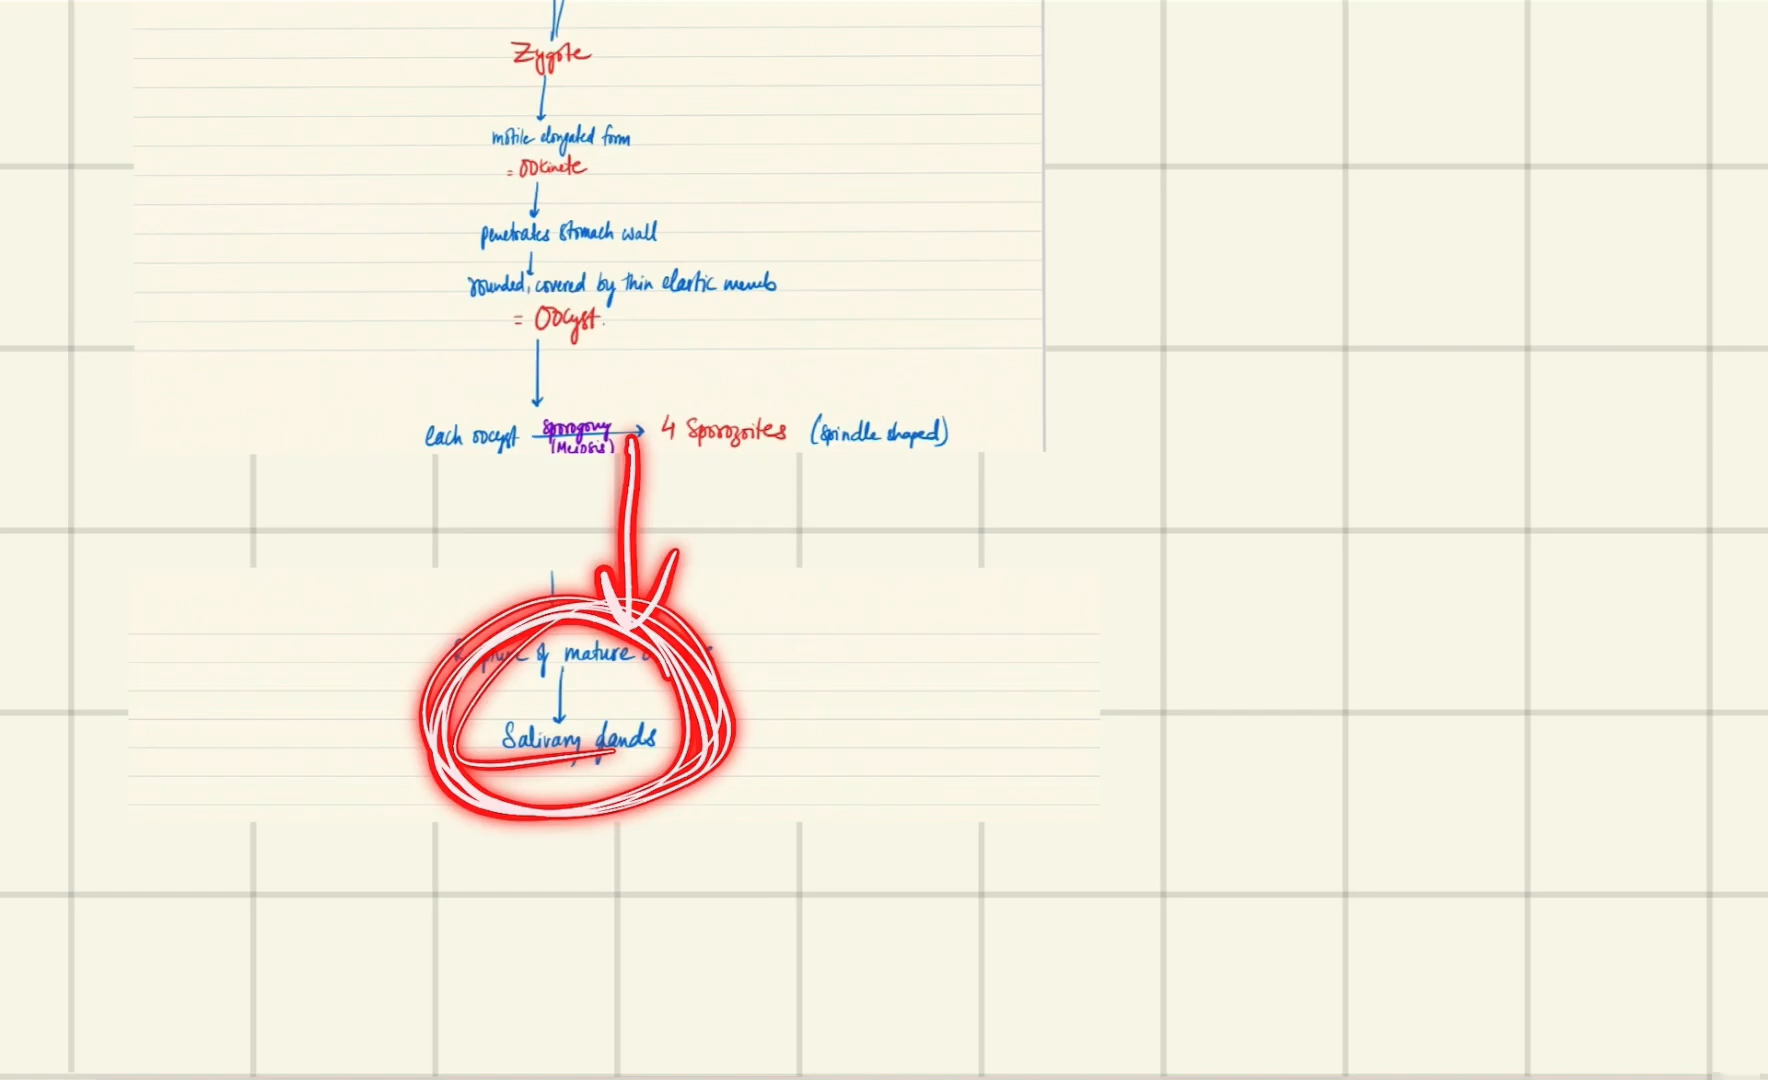 Zygote
motile elongated form
= OOkinete
penetrates stomach wall
rounded, covered by thin elastic memb
= OOcyst.
each oocyst Sporogony (Meiosis) 4 Sporozoites (spindle shaped)
of mature
Salivary glands